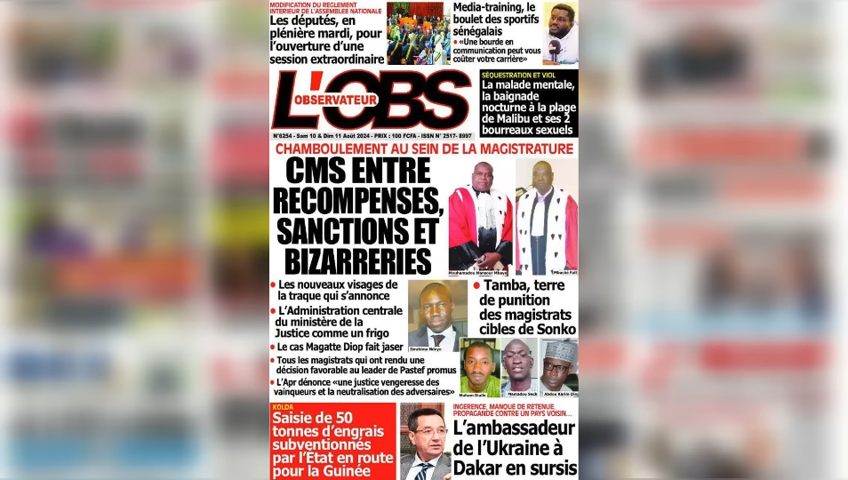 MODIFICATION DU REGLEMENT
INTERIEUR DE L'ASSEMBLEE NATIONALE
Les députés, en
plénière mardi, pour
l'ouverture d'une
session extraordinaire
Media-training, le
boulet des sportifs
sénégalais
• «Une bourde en
communication peut vous
coûter votre carrière»
L'OBS
OBSERVATEUR
N°6254 - Sam 10 & Dim 11 Août 2024 - PRIX : 100 FCFA - ISSN N° 2517- 8997
SÉQUESTRATION ET VIOL
La malade mentale,
la baignade
nocturne à la plage
de Malibu et ses 2
bourreaux sexuels
CHAMBOULEMENT AU SEIN DE LA MAGISTRATURE
CMS ENTRE
RECOMPENSES,
SANCTIONS ET
BIZARRERIES
Mouhamadou Mansour Mbaye
Mbacké Fall
• Les nouveaux visages de
la traque qui s'annonce
• L'Administration centrale
du ministère de la
Justice comme un frigo
• Le cas Magatte Diop fait jaser
• Tous les magistrats qui ont rendu une
décision favorable au leader de Pastef promus
• L'Apr dénonce «une justice vengeresse des
vainqueurs et la neutralisation des adversaires»
• Tamba, terre
de punition
des magistrats
cibles de Sonko
Mamadou Seck
KOLDA
Saisie de 50
tonnes d'engrais
subventionnés
par l'État en route
pour la Guinée
INGERENCE, MANQUE DE RETENUE,
PROPAGANDE CONTRE UN PAYS VOISIN...
L'ambassadeur
de l'Ukraine à
Dakar en sursis